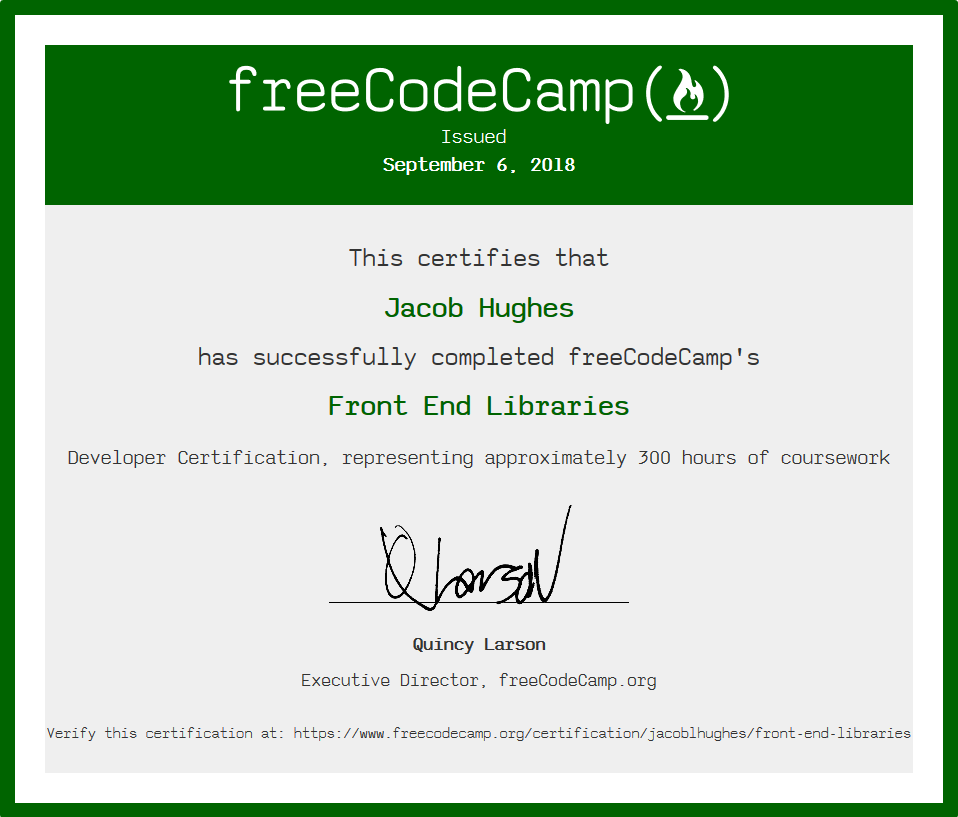 freeCodeCamp(🔥)
Issued
September 6, 2018
This certifies that
Jacob Hughes
has successfully completed freeCodeCamp's
Front End Libraries
Developer Certification, representing approximately 300 hours of coursework
Q Larson
Quincy Larson
Executive Director, freeCodeCamp.org
Verify this certification at: https://www.freecodecamp.org/certification/jacoblhughes/front-end-libraries